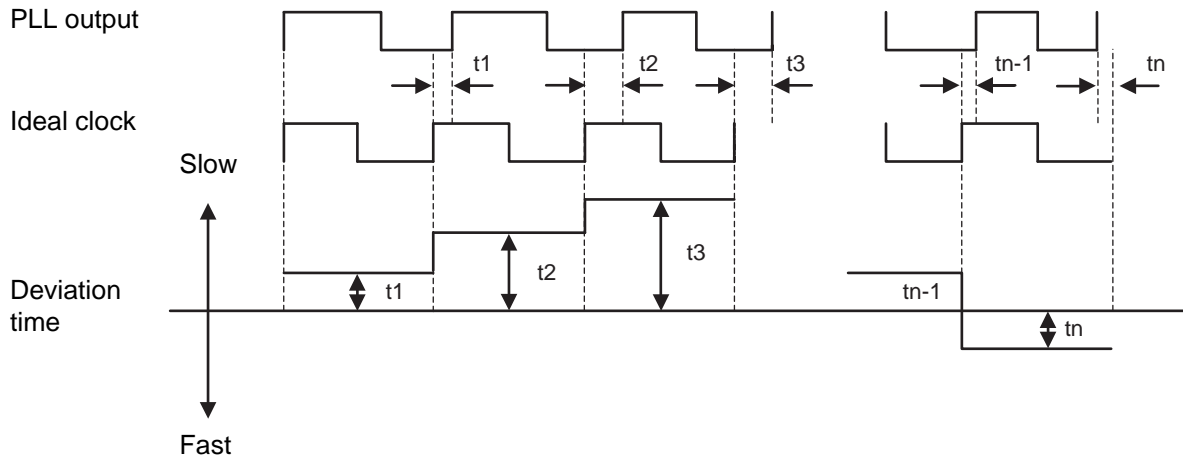 PLL output
t1
t2
t3
tn-1
tn
Ideal clock
Slow
t1
t2
t3
tn-1
tn
Deviation
time
Fast